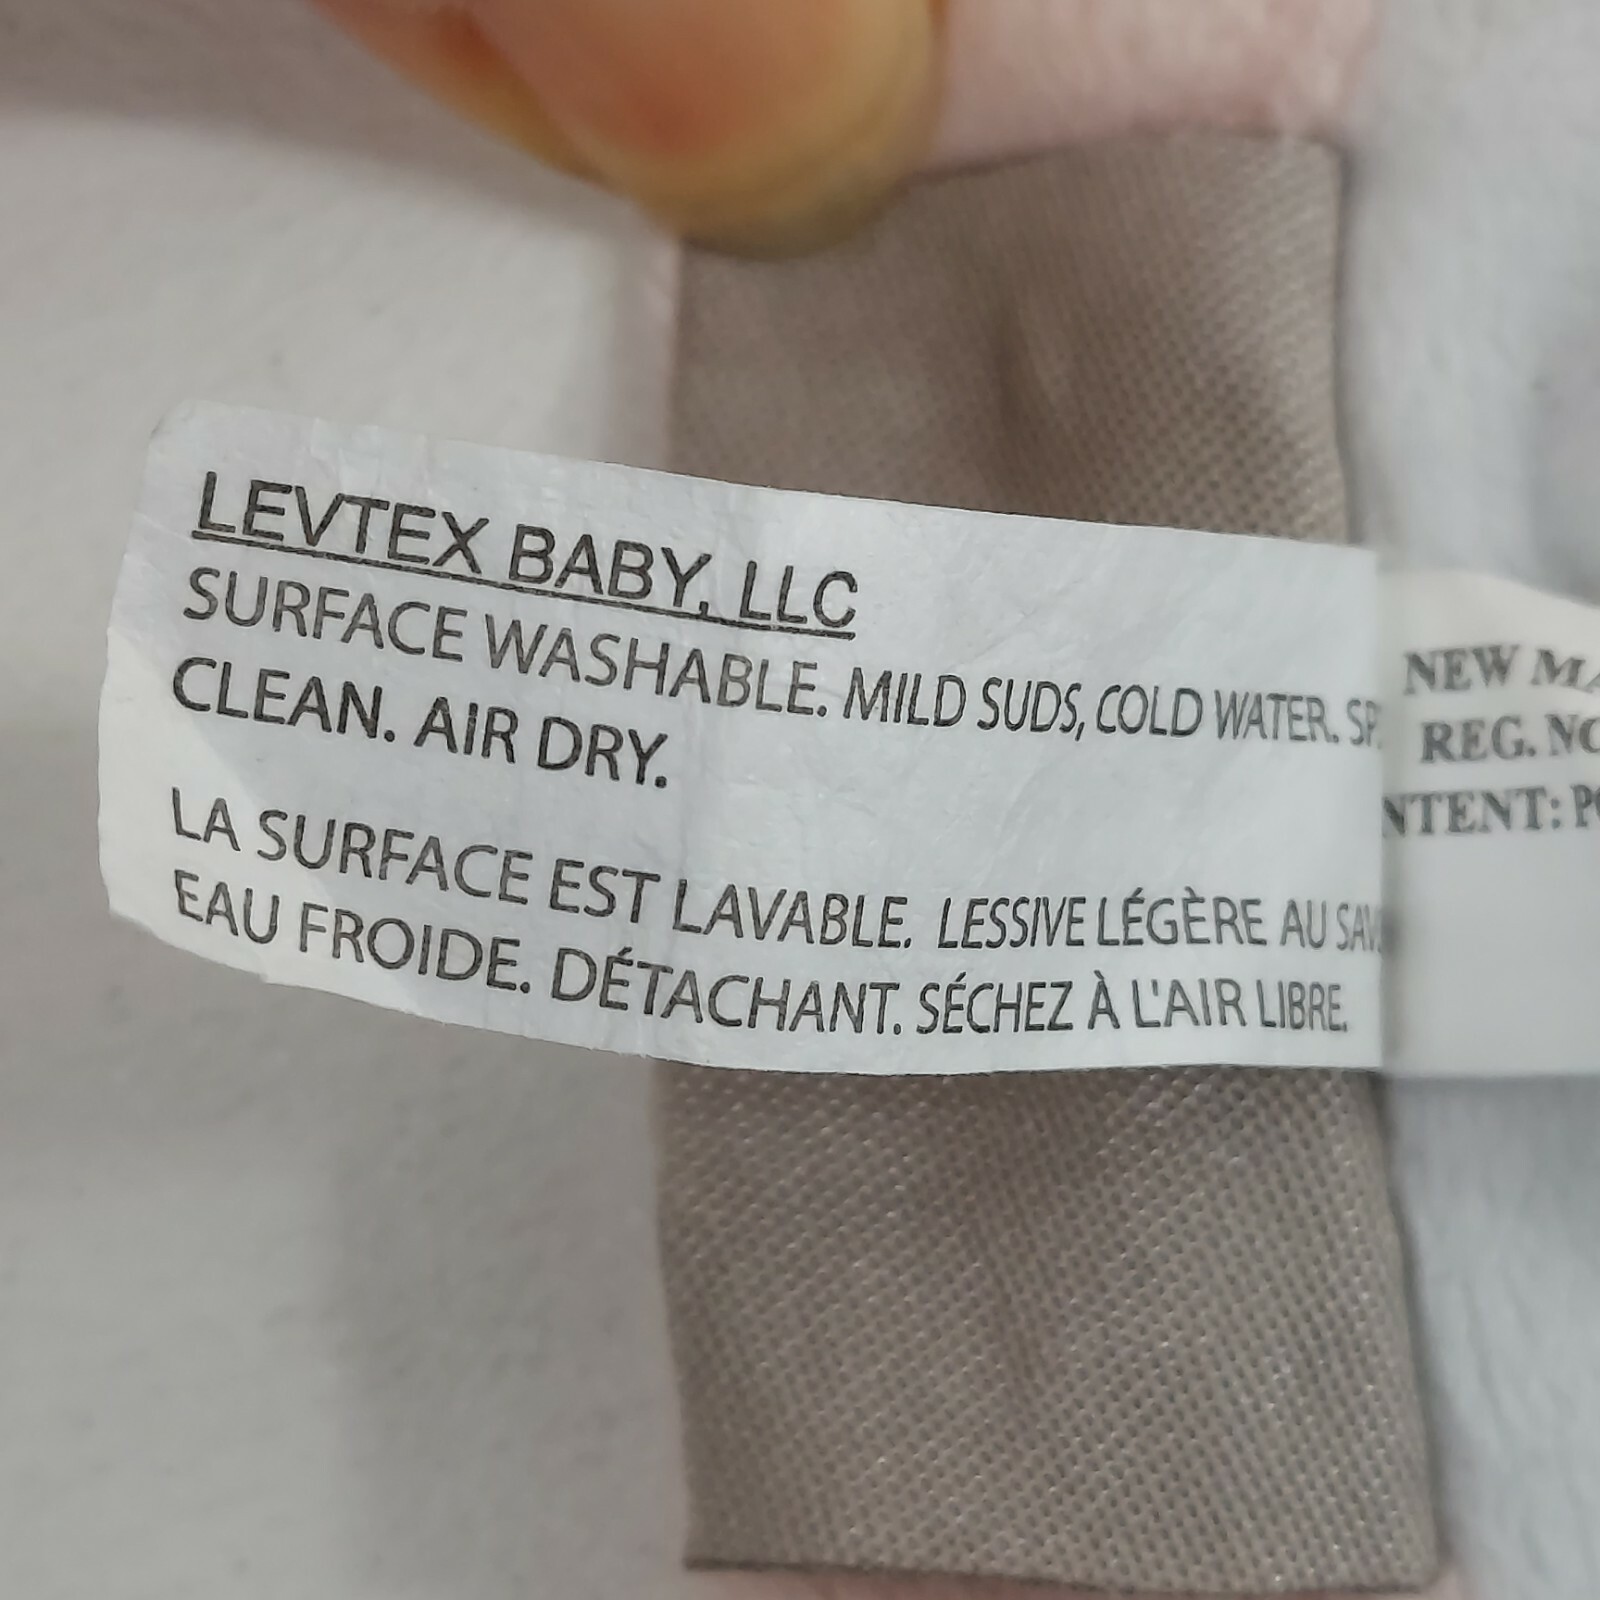 LEVTEX BABY, LLC
SURFACE WASHABLE. MILD SUDS, COLD WATER.
CLEAN. AIR DRY.
LA SURFACE EST LAVABLE. LESSIVE LÉGÈRE AU
EAU FROIDE. DÉTACHANT. SÉCHEZ À L'AIR LIBRE.
NEW
REG.